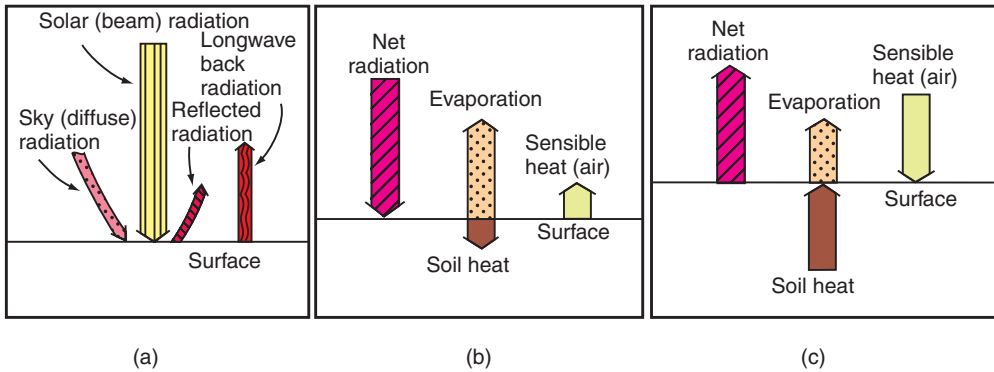 Solar (beam) radiation
Longwave
back
radiation
Reflected
radiation
Sky (diffuse)
radiation
Surface
(a)
Net
radiation
Evaporation
Sensible
heat (air)
Surface
Soil heat
(b)
Net
radiation
Sensible
heat (air)
Evaporation
Surface
Soil heat
(c)